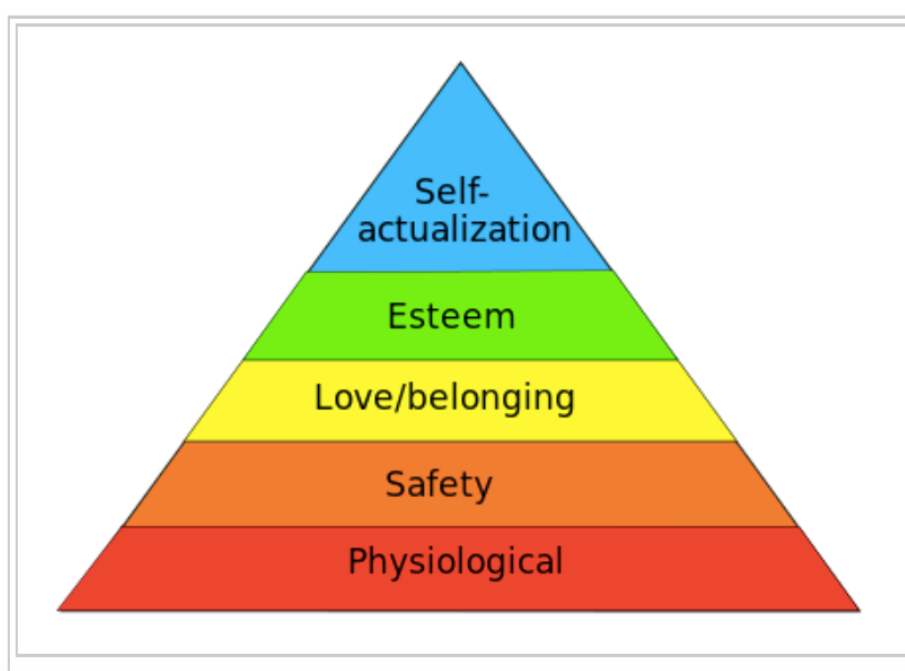 Self-
actualization
Esteem
Love/belonging
Safety
Physiological